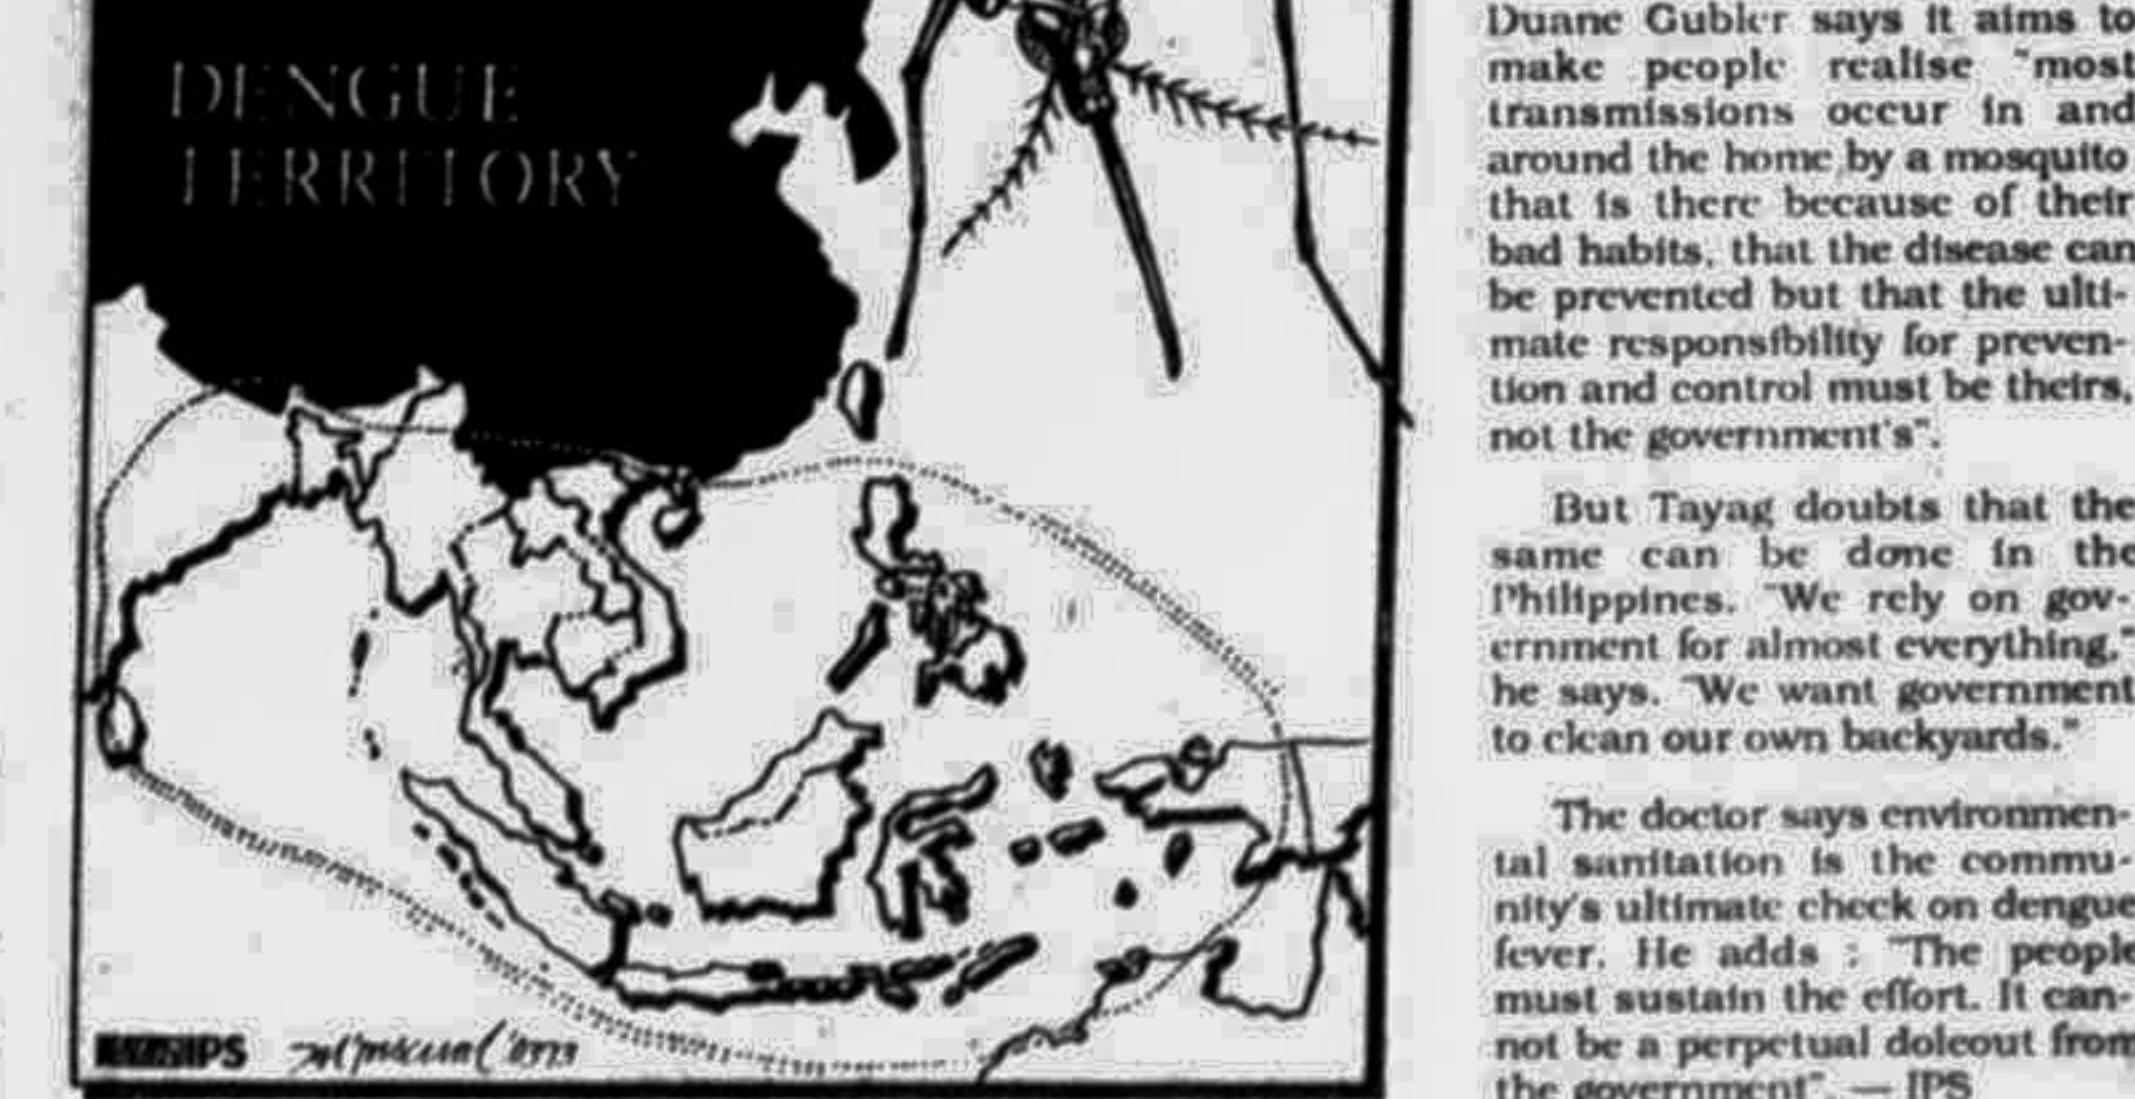 DENGUE
TERRITORY
IPS
Duane Gubler says it aims to
make people realise "most
transmissions occur in and
around the home by a mosquito
that is there because of their
bad habits, that the disease can
be prevented but that the ulti-
mate responsibility for preven-
tion and control must be theirs,
not the government's".
But Tayag doubts that the
same can be done in the
Philippines. "We rely on gov-
ernment for almost everything,"
he says. "We want government
to clean our own backyards."
The doctor says environmen-
tal sanitation is the commu-
nity's ultimate check on dengue
fever. He adds : "The people
must sustain the effort. It can-
not be a perpetual doleout from
the government". — IPS